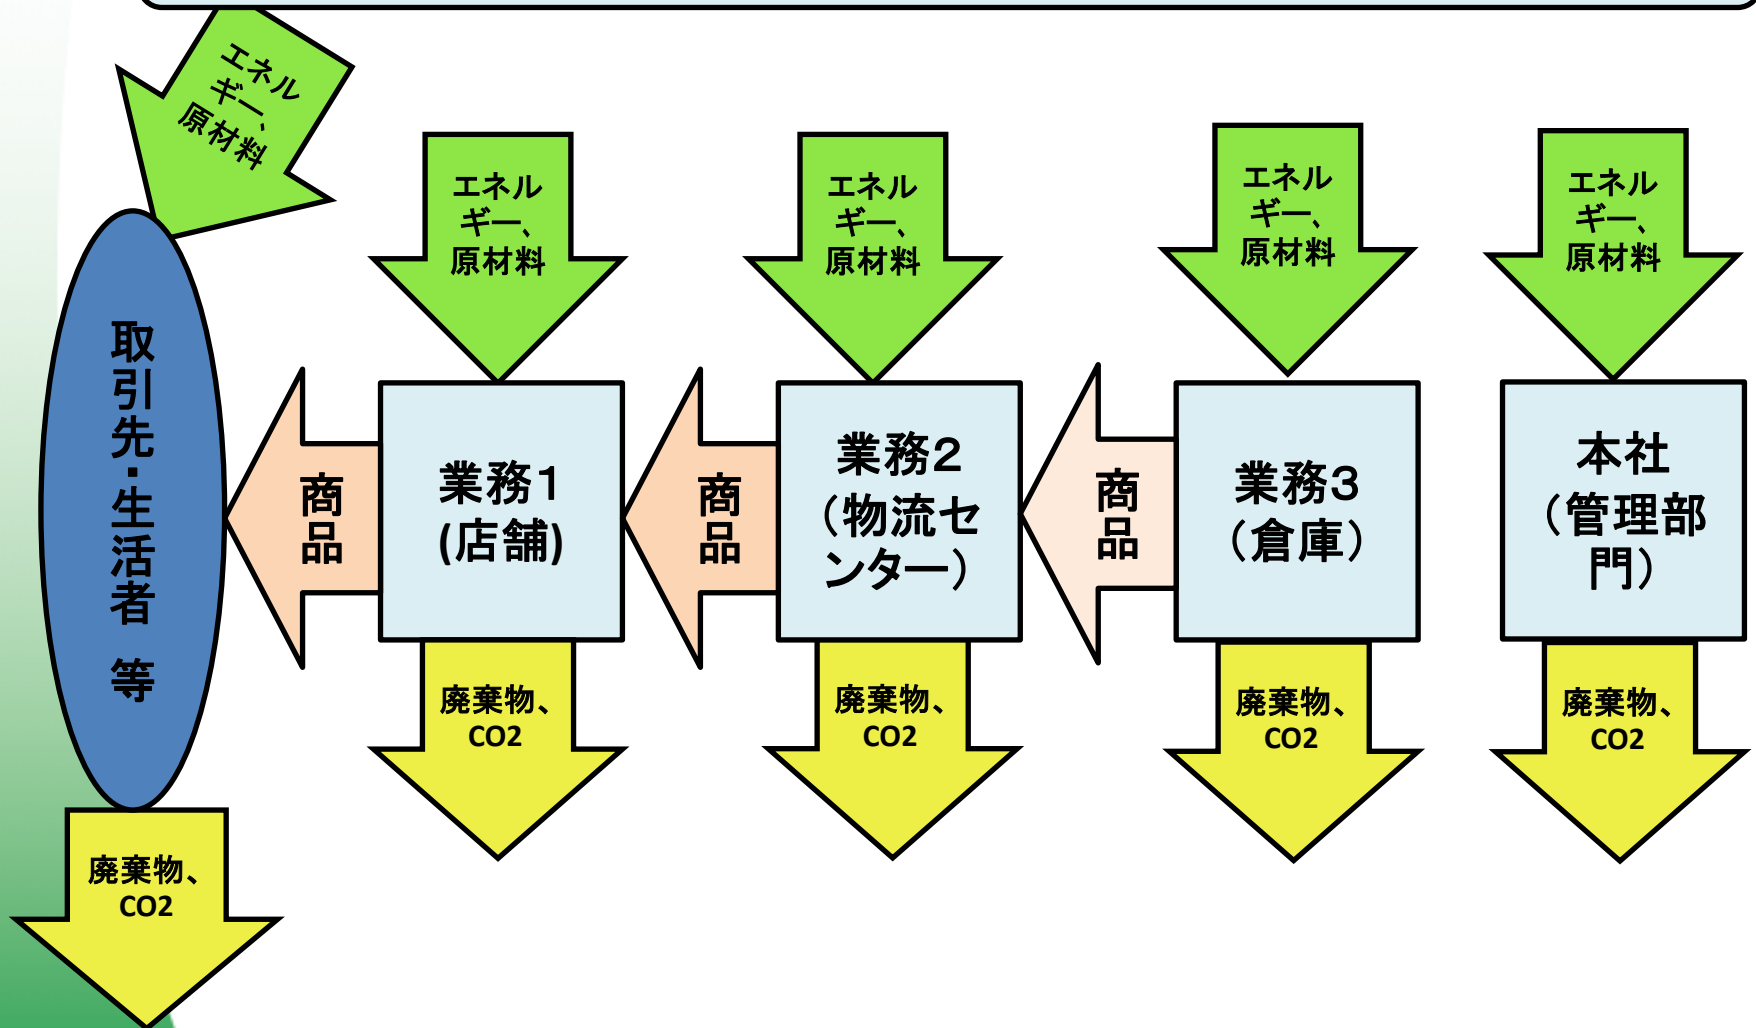 エネル
ギー、
原材料
エネル
ギー、
原材料
エネル
ギー、
原材料
エネル
ギー、
原材料
エネル
ギー、
原材料
取引先・生活者　等
商品
業務1
(店舗)
商品
業務２
（物流セ
ンター）
商品
業務３
（倉庫）
本社
（管理部
門）
廃棄物、
CO2
廃棄物、
CO2
廃棄物、
CO2
廃棄物、
CO2
廃棄物、
CO2